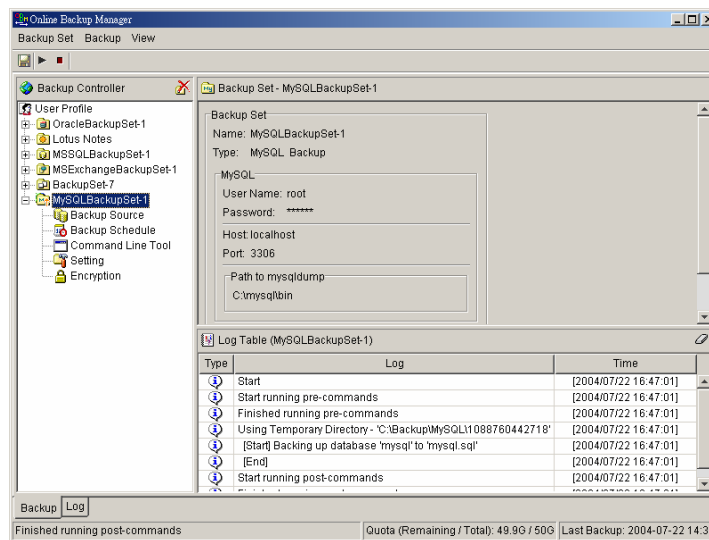 Online Backup Manager
Backup Set Backup View
Backup Controller
User Profile
OracleBackupSet-1
Lotus Notes
MSSQLBackupSet-1
MSExchangeBackupSet-1
BackupSet-7
MySQLBackupSet-1
Backup Source
Backup Schedule
Command Line Tool
Setting
Encryption
Backup Set - MySQLBackupSet-1
Backup Set
Name: MySQLBackupSet-1
Type: MySQL Backup
MySQL
User Name: root
Password: ******
Host: localhost
Port: 3306
Path to mysqldump
C:\mysql\bin
Log Table (MySQLBackupSet-1)
Type Log Time
Start [2004/07/22 16:47:01]
Start running pre-commands [2004/07/22 16:47:01]
Finished running pre-commands [2004/07/22 16:47:01]
Using Temporary Directory - 'C:\Backup\MySQL\1088760442718' [2004/07/22 16:47:01]
[Start] Backing up database 'mysql' to 'mysql.sql' [2004/07/22 16:47:01]
[End] [2004/07/22 16:47:01]
Start running post-commands [2004/07/22 16:47:01]
Backup Log
Finished running post-commands Quota (Remaining / Total): 49.9G / 50G Last Backup: 2004-07-22 14:3